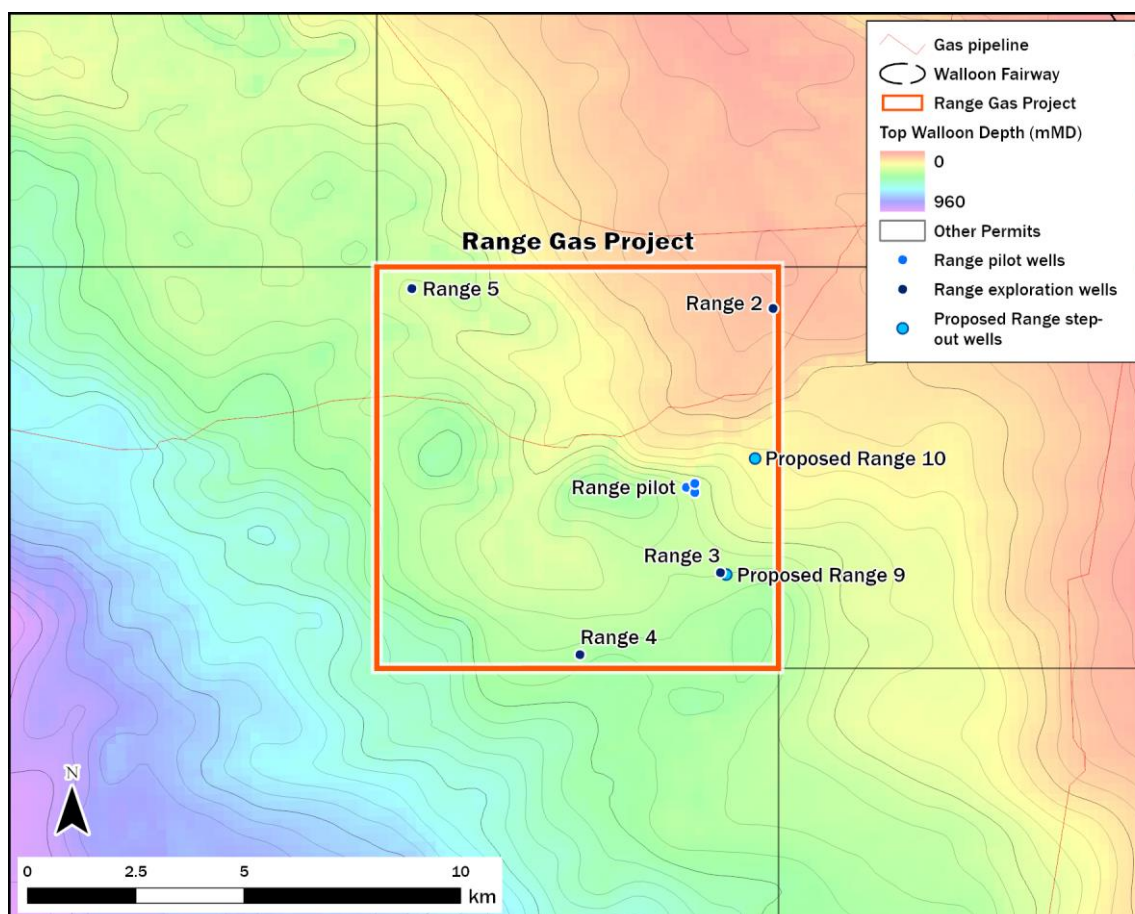 Gas pipeline
Walloon Fairway
Range Gas Project
Top Walloon Depth (mMD)
0
960
Other Permits
Range pilot wells
Range exploration wells
Proposed Range step-
out wells
Range Gas Project
Range 5
Range 2
Proposed Range 10
Range pilot
Range 3
Proposed Range 9
Range 4
N
0
2.5
5
10
km